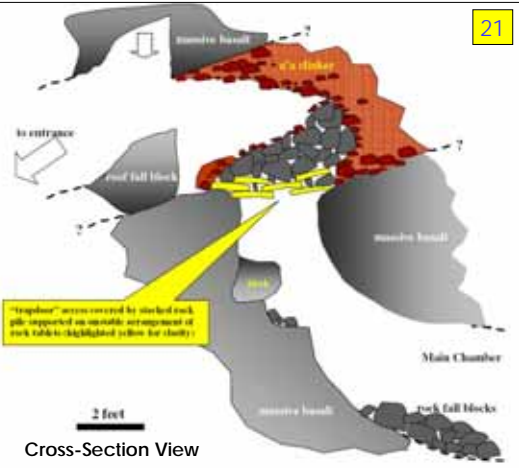 21
massive basalt
a'a clinker
to entrance
?
?
roof fall block
?
massive basalt
"trapdoor" access covered by stacked rock
pile supported on unstable arrangement of
rock tablets (highlighted yellow for clarity)
Main Chamber
rock fall blocks
massive basalt
2 feet
Cross-Section View